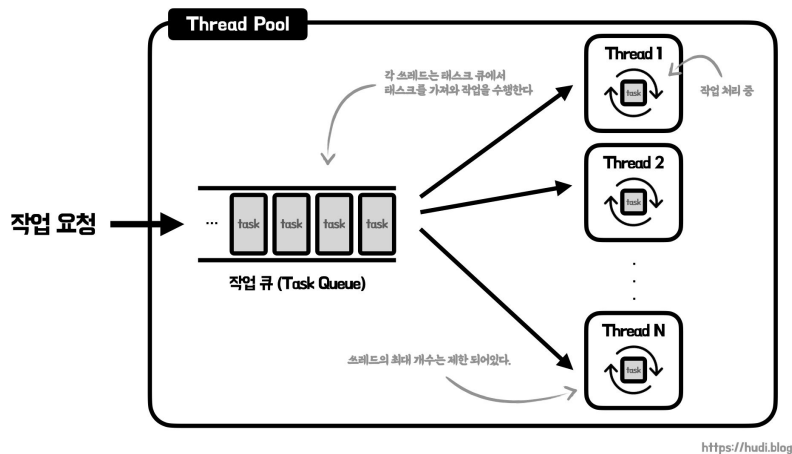 Thread Pool
각 쓰레드는 태스크 큐에서
태스크를 가져와 작업을 수행한다
Thread 1
task
작업 처리 중
Thread 2
task
작업 요청
...
task
task
task
task
작업 큐 (Task Queue)
.
.
.
쓰레드의 최대 개수는 제한 되어있다.
Thread N
task
https://hudi.blog